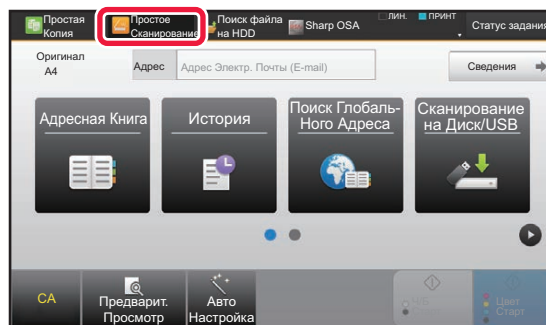 Простая
Копия
Простое
Сканирование
Поиск файла
на HDD
Sharp OSA
ЛИН.
ПРИНТ
Статус задания
Оригинал
A4
Адрес
Адрес Электр. Почты (E-mail)
Сведения
Адресная Книга
История
Поиск Глобаль-
Ного Адреса
Сканирование
на Диск/USB
CA
Предварит.
Просмотр
Авто
Настройка
Ч/Б
Старт
Цвет
Старт